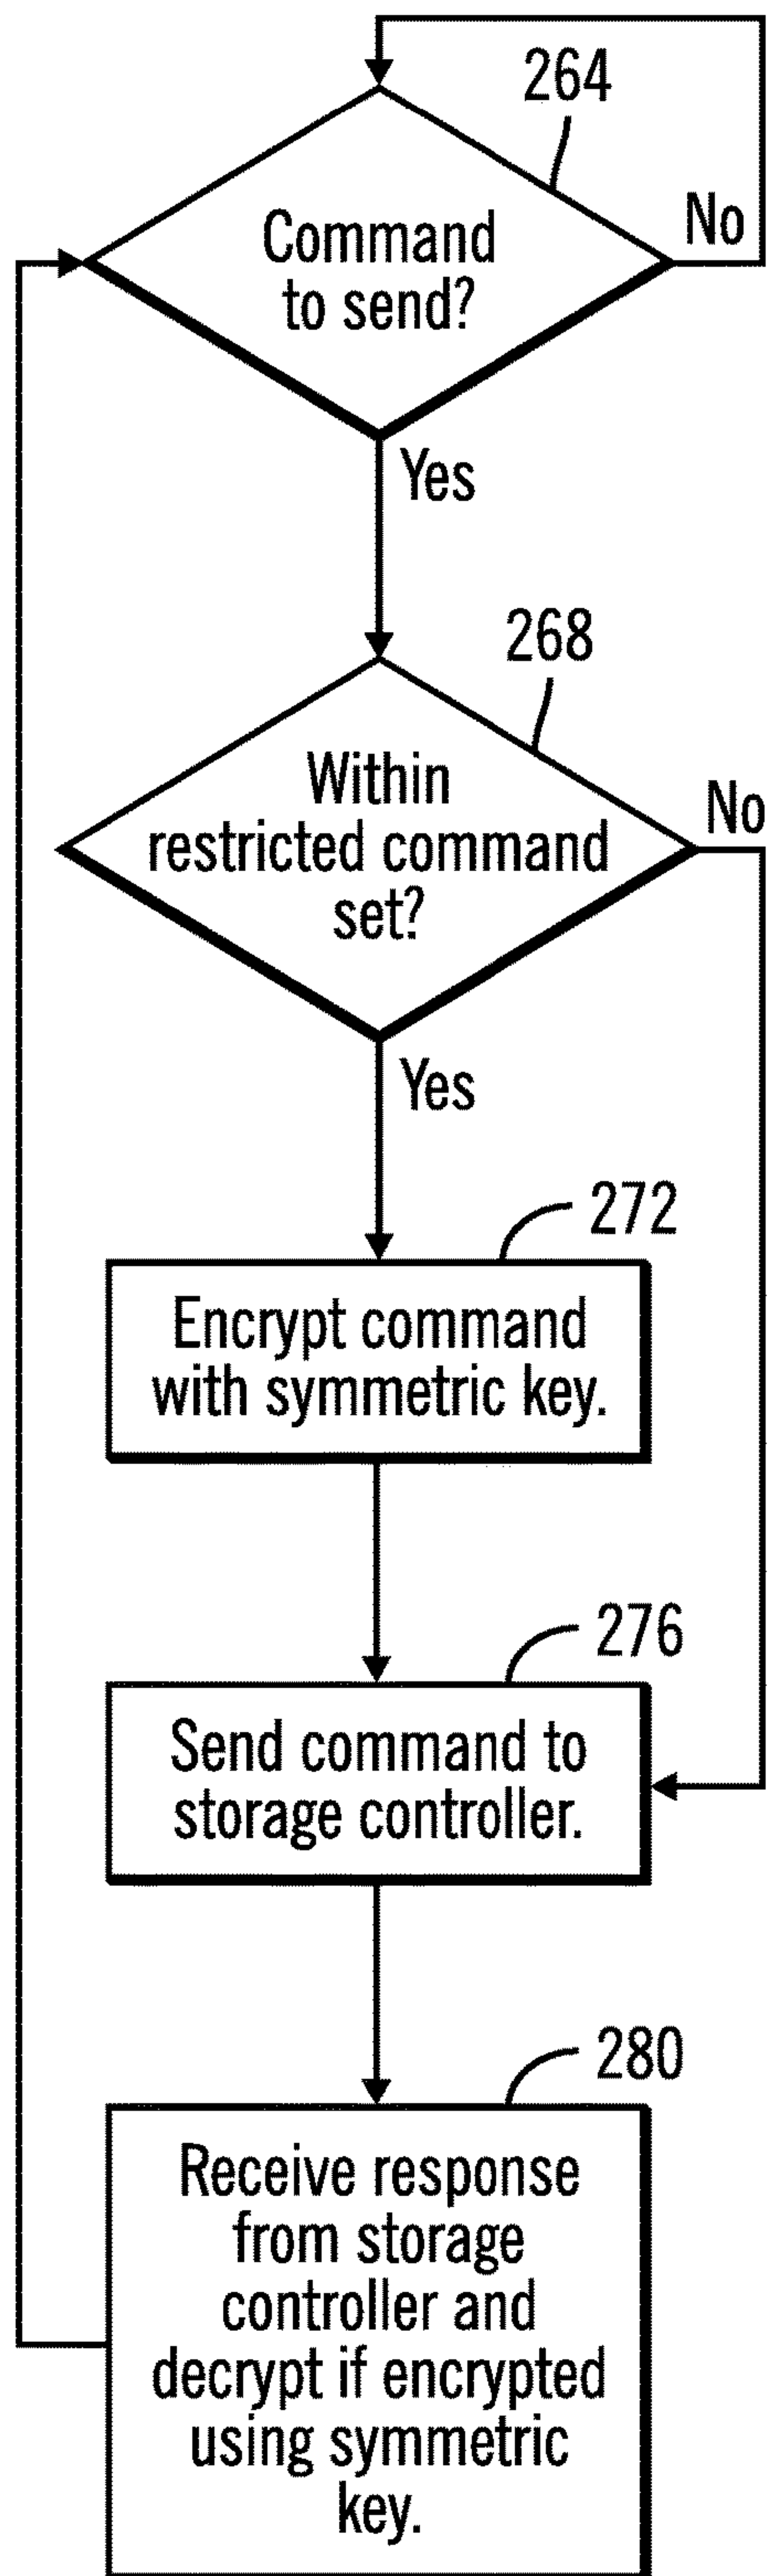 264
Command
to send?
No
Yes
268
Within
restricted command
set?
No
Yes
272
Encrypt command
with symmetric key.
276
Send command to
storage controller.
280
Receive response
from storage
controller and
decrypt if encrypted
using symmetric
key.